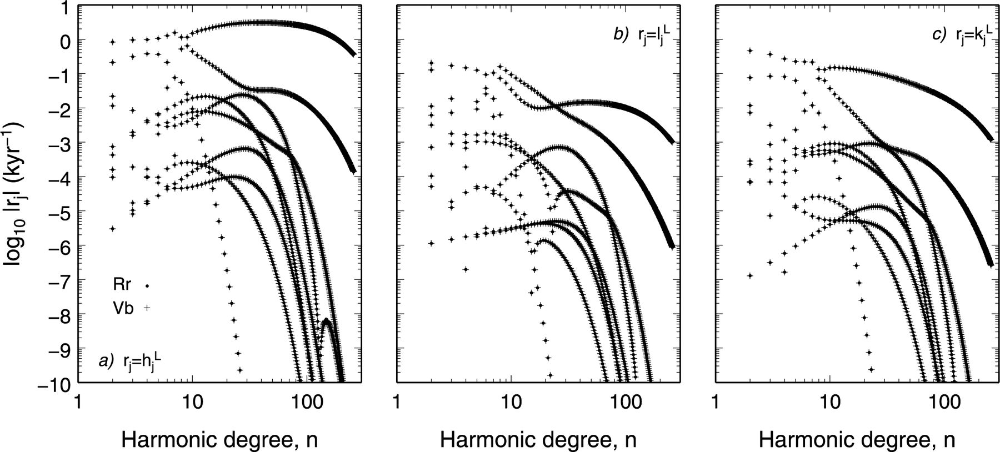 log10 |rj| (kyr−1)
1
0
−1
−2
−3
−4
−5
−6
−7
−8
−9
−10
Rr
Vb
a) rj=hjL
b) rj=ljL
c) rj=kjL
1 10 100
1 10 100
1 10 100
Harmonic degree, n
Harmonic degree, n
Harmonic degree, n